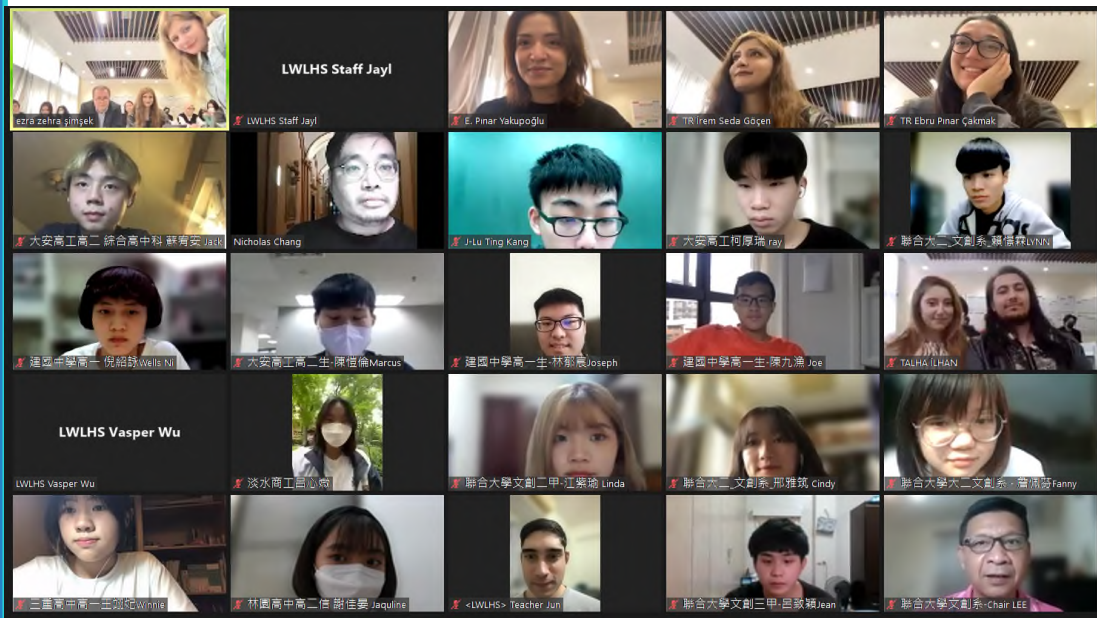 ezra zehra şimşek
LWLHS Staff Jayl
LWLHS Staff Jayl
E. Pınar Yakupoğlu
TR İrem Seda Göçen
TR Ebru Pınar Çakmak
大安高工高二 綜合高中科 蘇宥安 Jack
Nicholas Chang
J-Lu Ting Kang
大安高工柯厚瑞 ray
聯合大二_文創系_賴憬霖LYNN
建國中學高一 倪紹詠Wells Ni
大安高工高二生-陳愷倫Marcus
建國中學高一生-林郁宸Joseph
建國中學高一生-陳九漁 Joe
TALHA İLHAN
LWLHS Vasper Wu
LWLHS Vasper Wu
淡水商工呂心
聯合大學文創二甲-江紫瑜 Linda
聯合大二_文創系_邢雅筑 Cindy
聯合大學大二文創系 - 詹佩芬Fanny
三重高中高一王妃Winnie
林園高中高二信 謝佳晏 Jaquline
<LWLHS> Teacher Jun
聯合大學文創三甲-呂致穎Jean
聯合大學文創系-Chair LEE